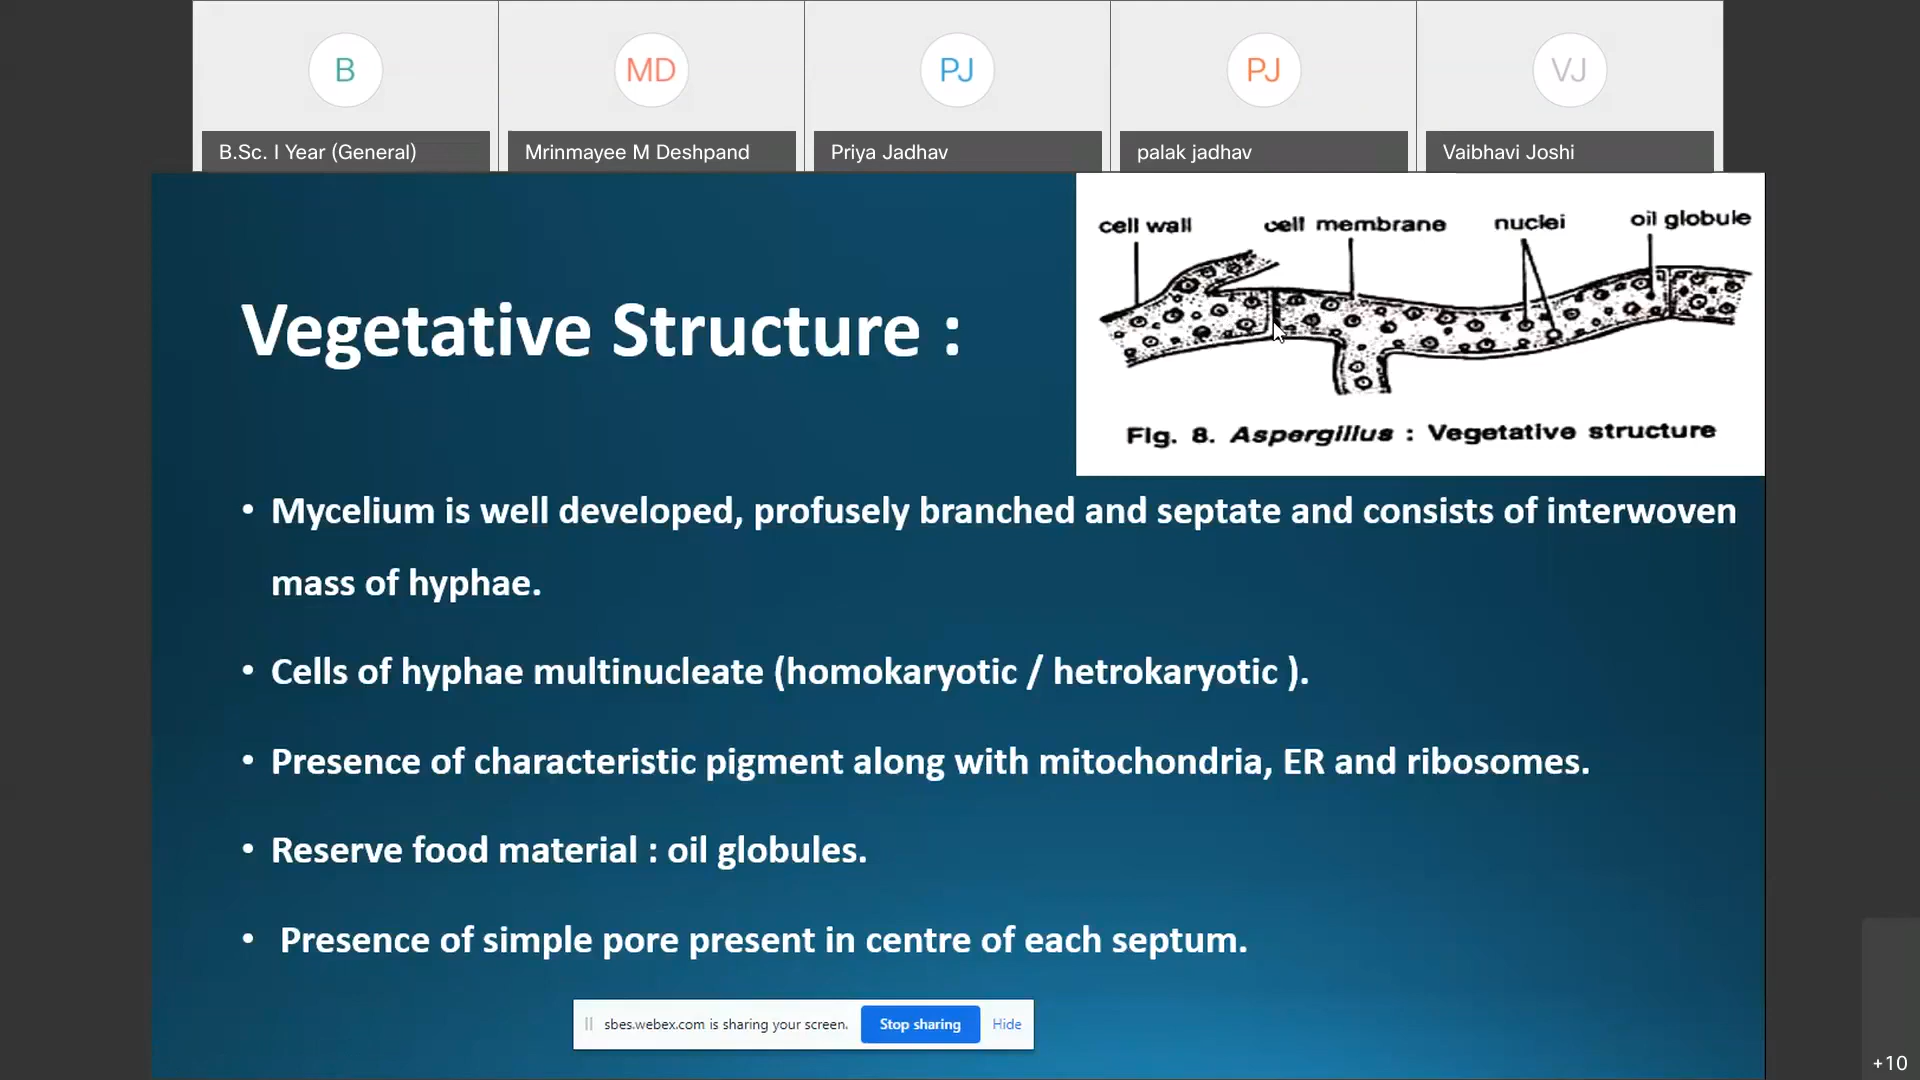 B
MD
PJ
PJ
VJ
B.Sc. I Year (General)
Mrinmayee M Deshpand
Priya Jadhav
palak jadhav
Vaibhavi Joshi
cell wall
cell membrane
nuclei
oil globule
Fig. 8. Aspergillus : Vegetative structure
Vegetative Structure :
• Mycelium is well developed, profusely branched and septate and consists of interwoven
mass of hyphae.
• Cells of hyphae multinucleate (homokaryotic / hetrokaryotic ).
• Presence of characteristic pigment along with mitochondria, ER and ribosomes.
• Reserve food material : oil globules.
• Presence of simple pore present in centre of each septum.
sbes.webex.com is sharing your screen.
Stop sharing
Hide
+10